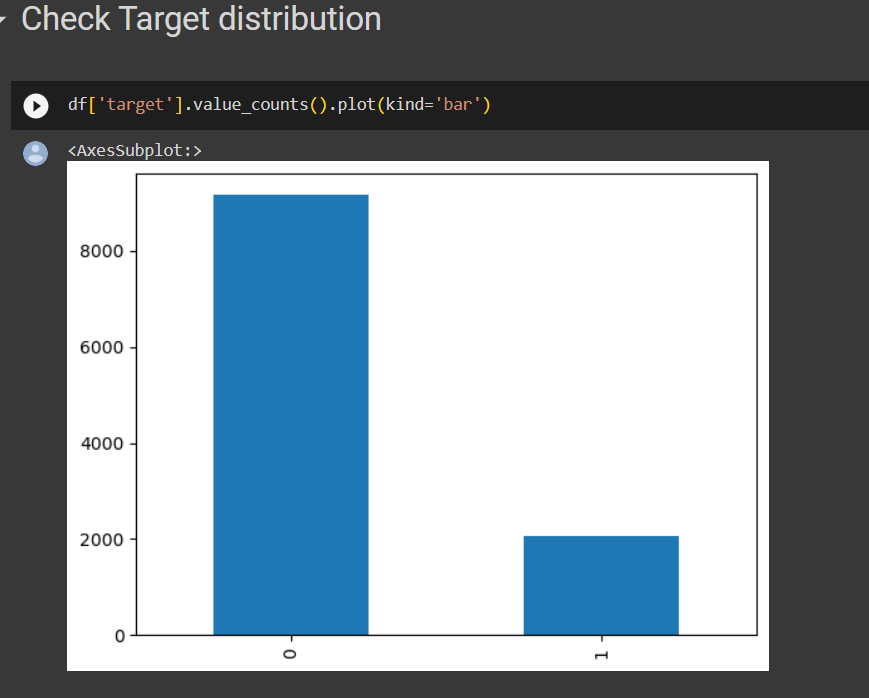 Check Target distribution
df['target'].value_counts().plot(kind='bar')
<AxesSubplot:>
8000
6000
4000
2000
0
0
1